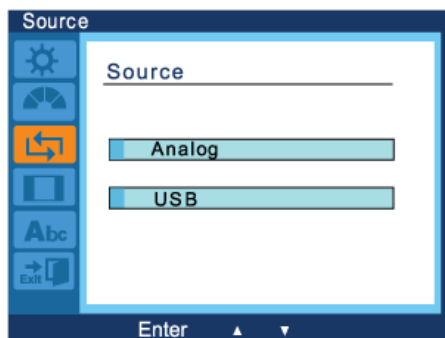 Source
Source
Analog
USB
Abc
Exit
Enter ▲ ▼